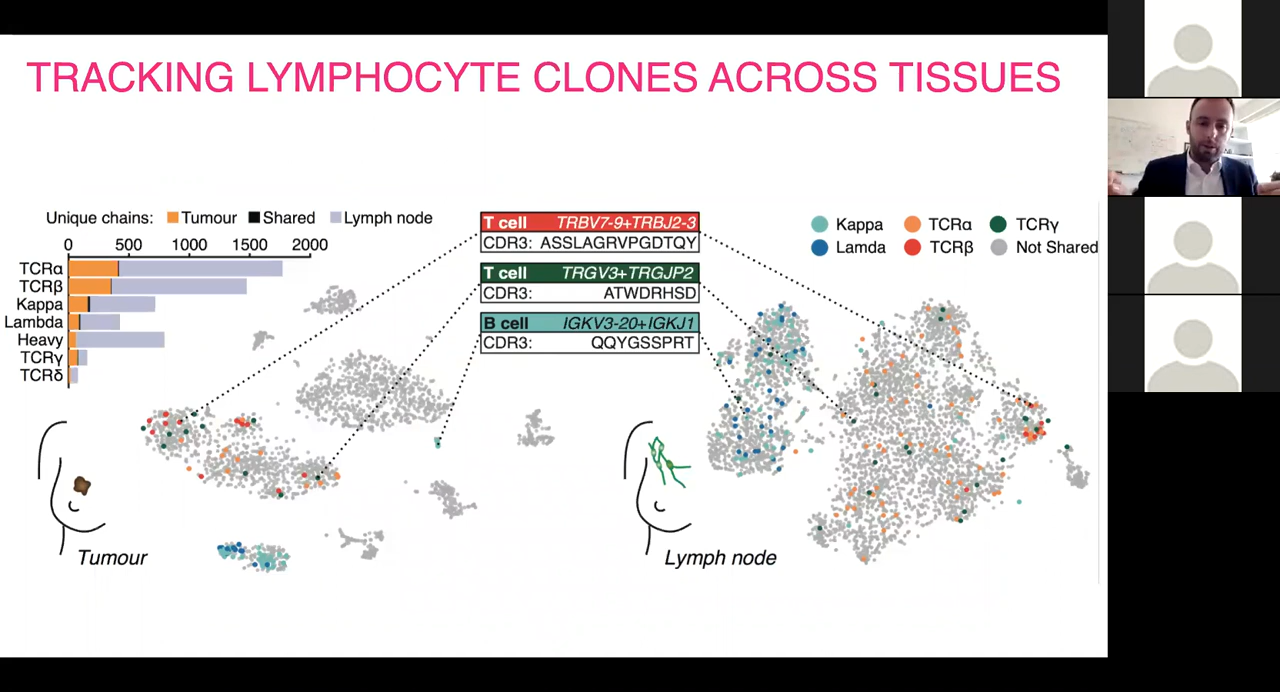 TRACKING LYMPHOCYTE CLONES ACROSS TISSUES
Unique chains: Tumour Shared Lymph node
0 500 1000 1500 2000
TCRα
TCRβ
Kappa
Lambda
Heavy
TCRγ
TCRδ
T cell TRBV7-9+TRBJ2-3
CDR3: ASSLAGRVPGDTQY
T cell TRGV3+TRGJP2
CDR3: ATWDRHSD
B cell IGKV3-20+IGKJ1
CDR3: QQYGSSPRT
Kappa TCRα TCRγ
Lamda TCRβ Not Shared
Tumour
Lymph node